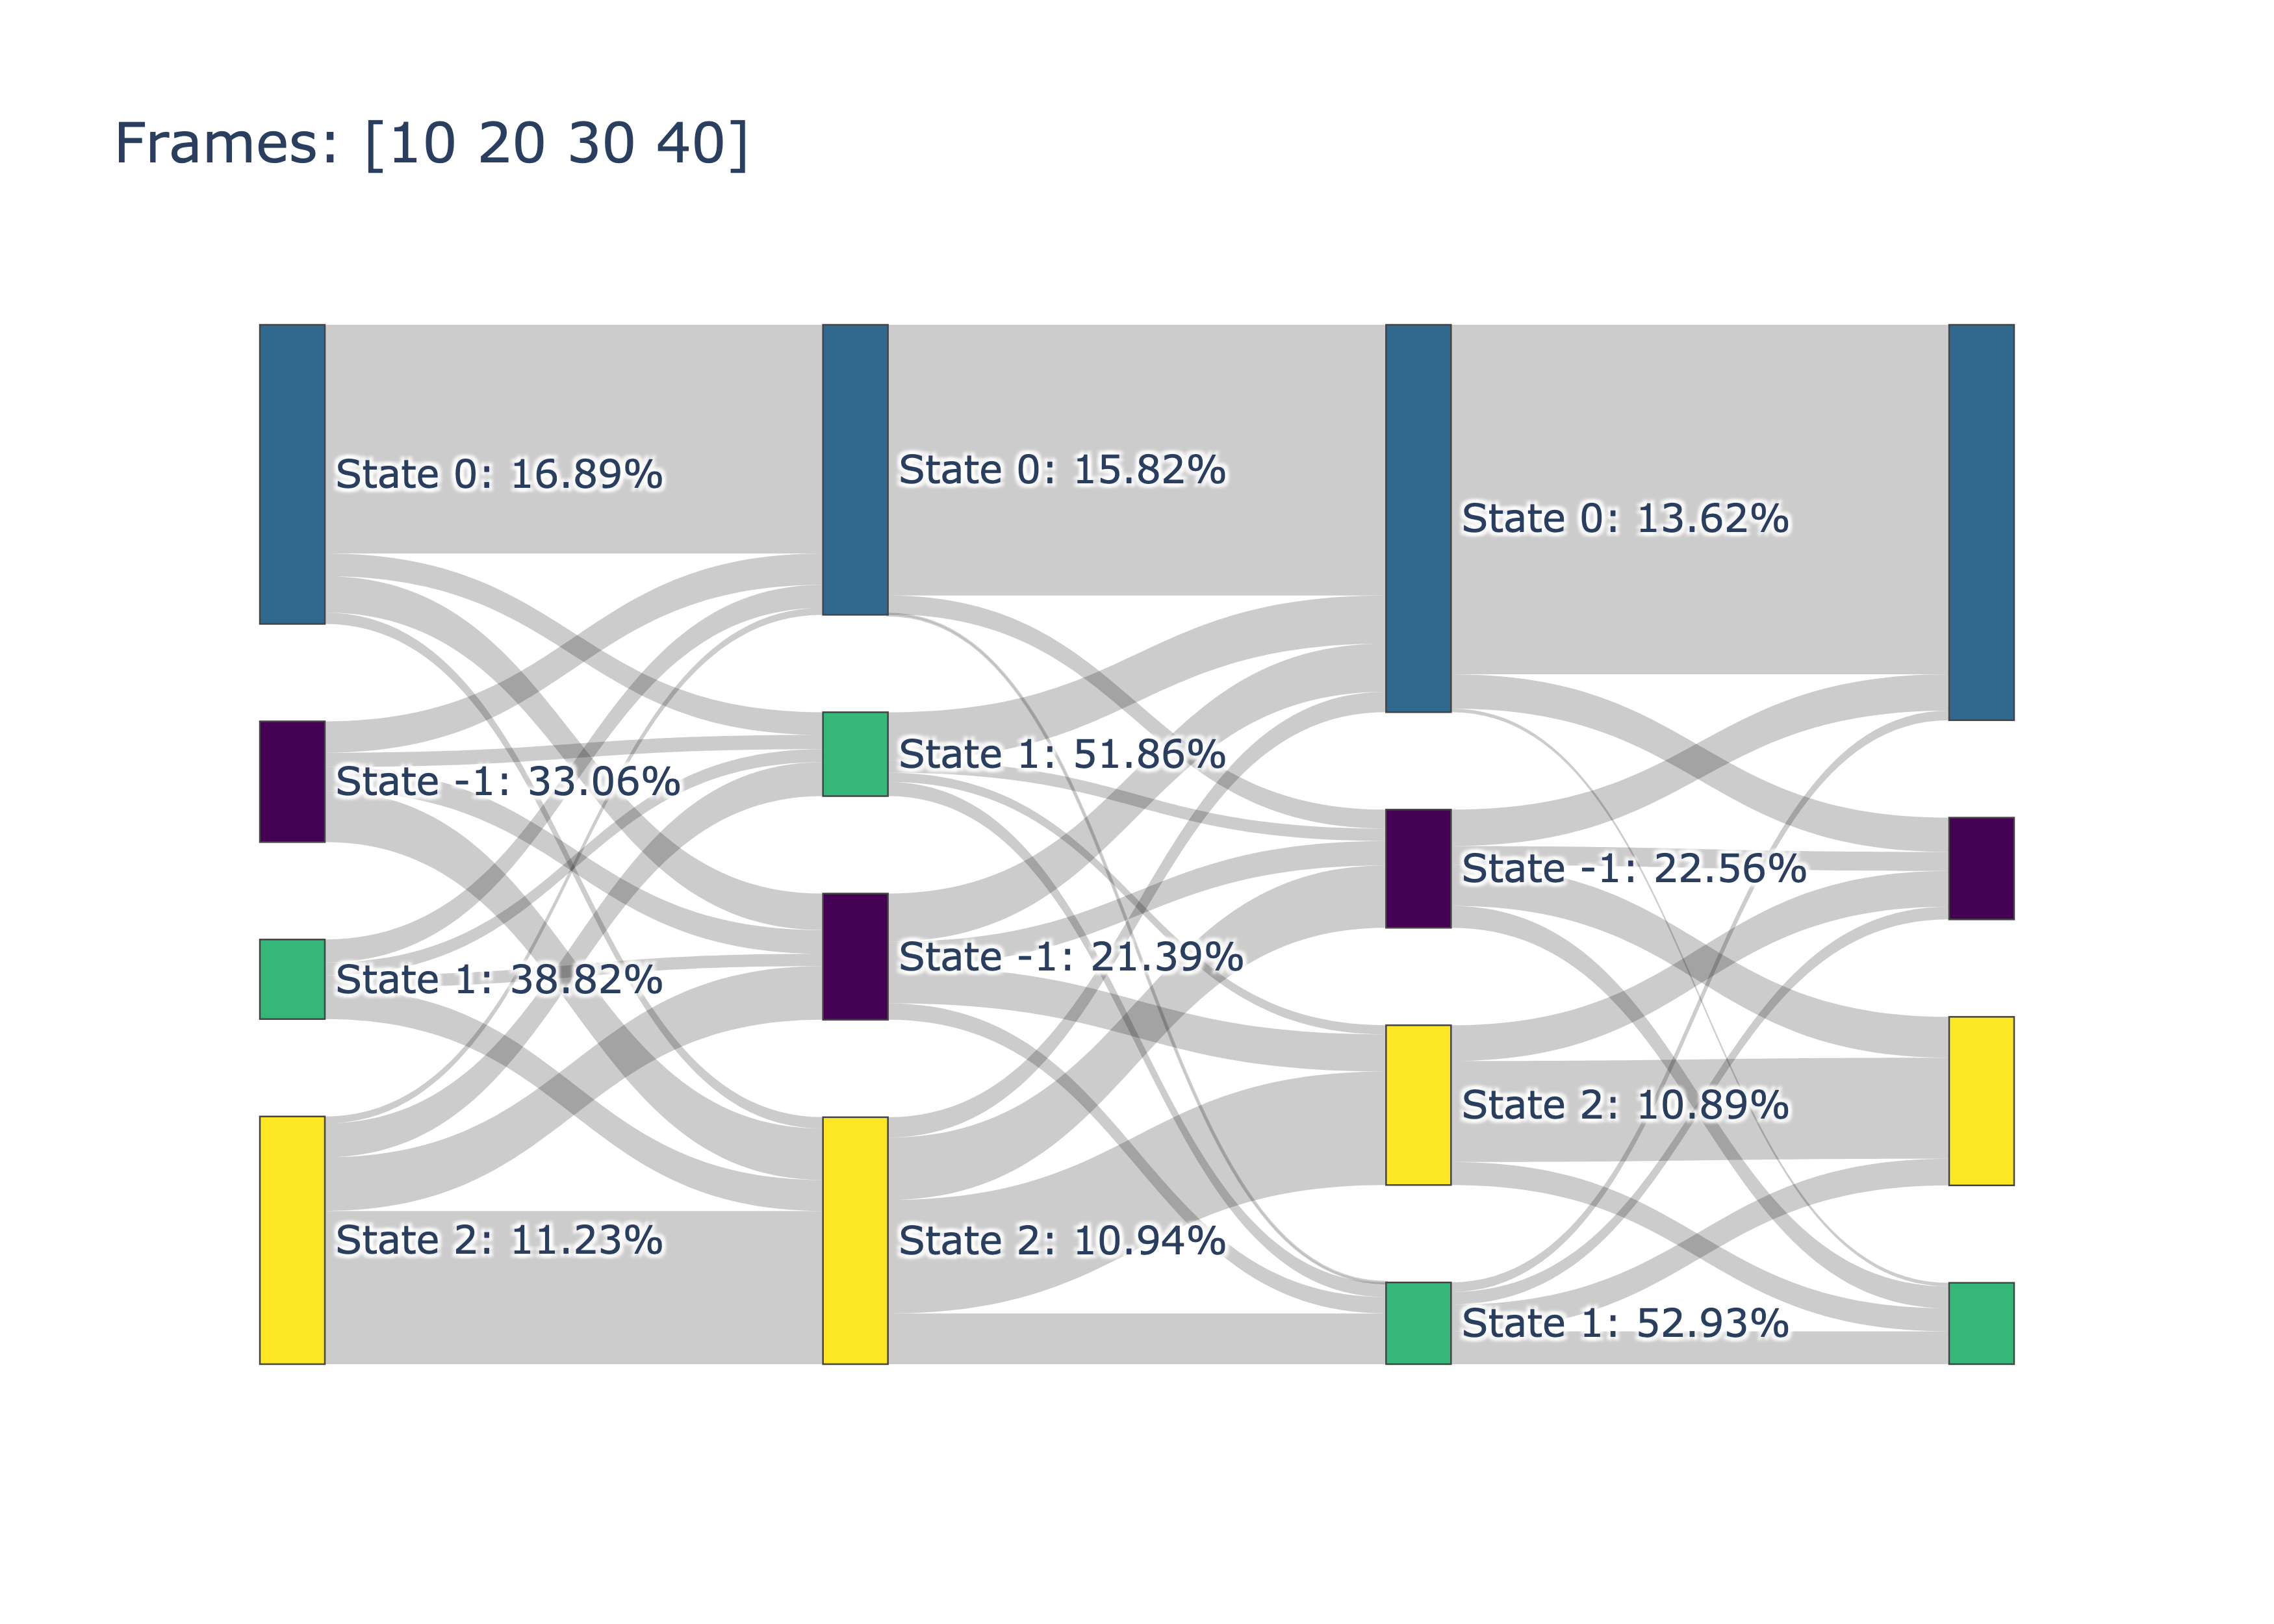 Frames: [10 20 30 40]
State 0: 16.89%
State -1: 33.06%
State 1: 38.82%
State 2: 11.23%
State 0: 15.82%
State 1: 51.86%
State -1: 21.39%
State 2: 10.94%
State 0: 13.62%
State -1: 22.56%
State 2: 10.89%
State 1: 52.93%